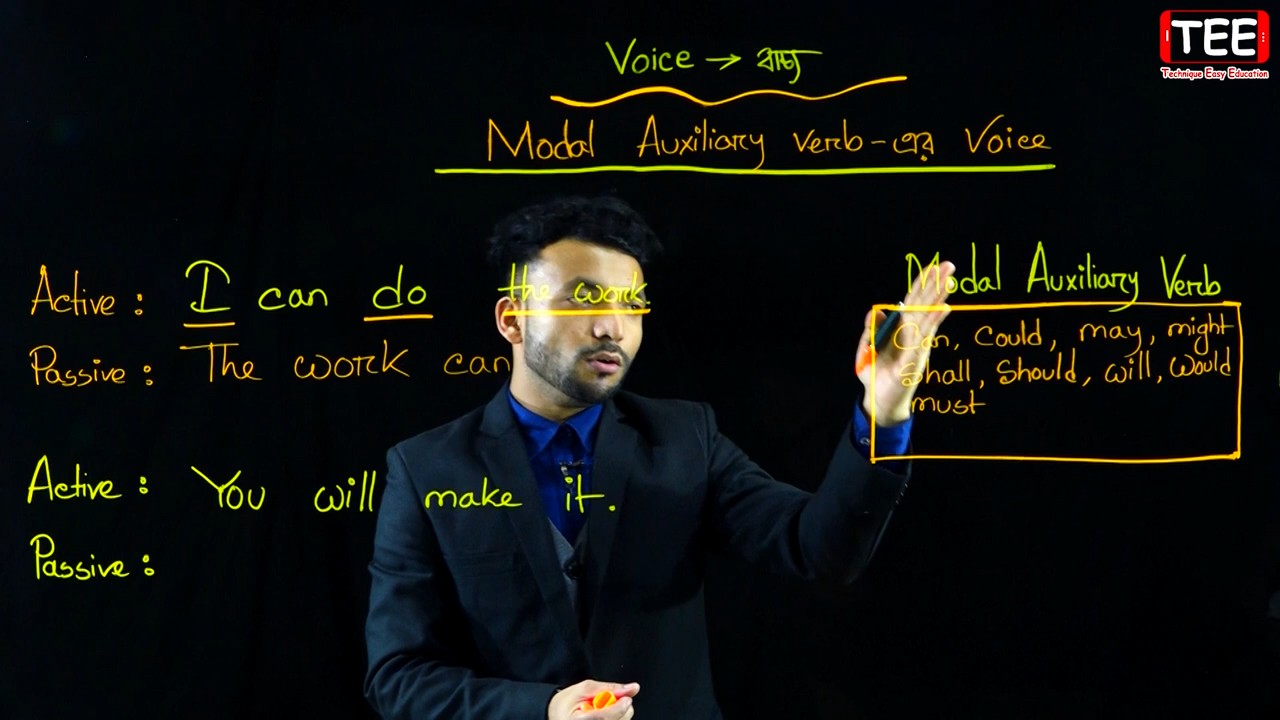 TEE
Technique Easy Education
Voice → বাচ্য
Modal Auxiliary verb-এর Voice
Active : I can do the work
Passive : The work can
Active : You will make it.
Passive :
Modal Auxiliary Verb
Can, Could, may, might
Shall, Should, will, would
must